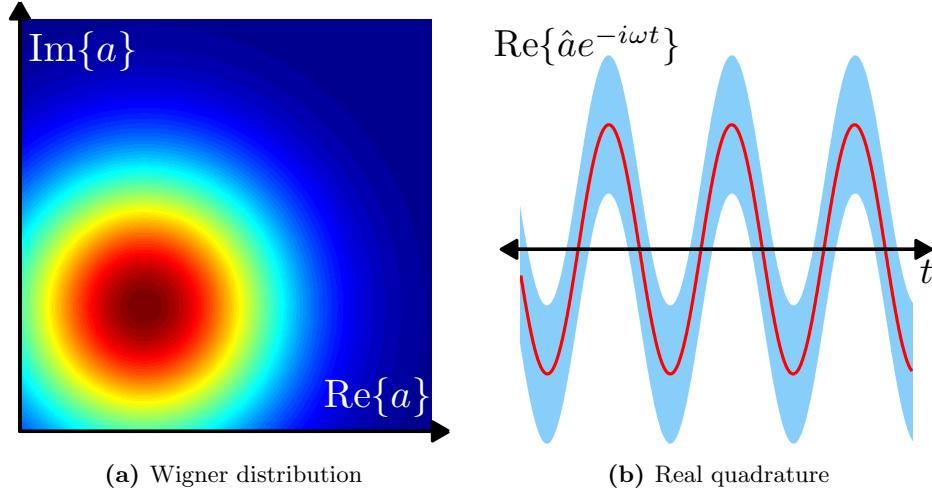 Im{a}
Re{a}
(a) Wigner distribution
Re{âe^{-iωt}}
t
(b) Real quadrature